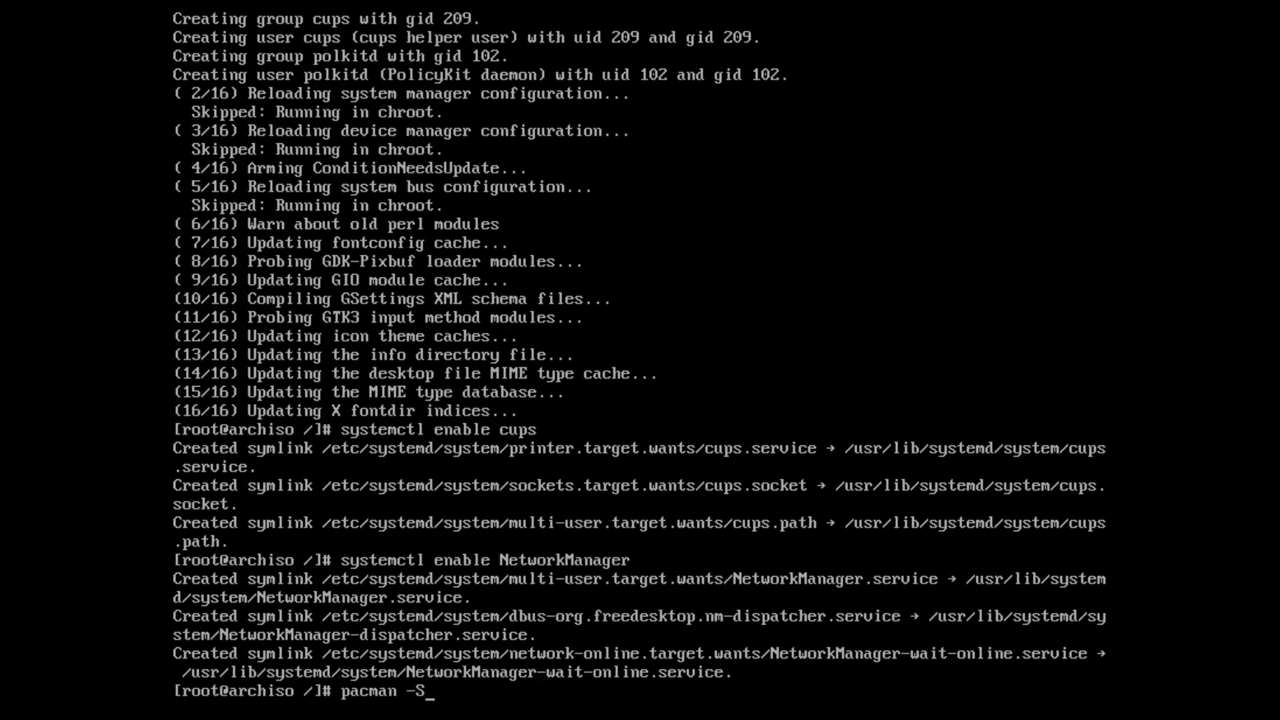 Creating group cups with gid 209.
Creating user cups (cups helper user) with uid 209 and gid 209.
Creating group polkitd with gid 102.
Creating user polkitd (PolicyKit daemon) with uid 102 and gid 102.
( 2/16) Reloading system manager configuration...
  Skipped: Running in chroot.
( 3/16) Reloading device manager configuration...
  Skipped: Running in chroot.
( 4/16) Arming ConditionNeedsUpdate...
( 5/16) Reloading system bus configuration...
  Skipped: Running in chroot.
( 6/16) Warn about old perl modules
( 7/16) Updating fontconfig cache...
( 8/16) Probing GDK-Pixbuf loader modules...
( 9/16) Updating GIO module cache...
(10/16) Compiling GSettings XML schema files...
(11/16) Probing GTK3 input method modules...
(12/16) Updating icon theme caches...
(13/16) Updating the info directory file...
(14/16) Updating the desktop file MIME type cache...
(15/16) Updating the MIME type database...
(16/16) Updating X fontdir indices...
[root@archiso /]# systemctl enable cups
Created symlink /etc/systemd/system/printer.target.wants/cups.service → /usr/lib/systemd/system/cups
.service.
Created symlink /etc/systemd/system/sockets.target.wants/cups.socket → /usr/lib/systemd/system/cups.
socket.
Created symlink /etc/systemd/system/multi-user.target.wants/cups.path → /usr/lib/systemd/system/cups
.path.
[root@archiso /]# systemctl enable NetworkManager
Created symlink /etc/systemd/system/multi-user.target.wants/NetworkManager.service → /usr/lib/system
d/system/NetworkManager.service.
Created symlink /etc/systemd/system/dbus-org.freedesktop.nm-dispatcher.service → /usr/lib/systemd/sy
stem/NetworkManager-dispatcher.service.
Created symlink /etc/systemd/system/network-online.target.wants/NetworkManager-wait-online.service →
 /usr/lib/systemd/system/NetworkManager-wait-online.service.
[root@archiso /]# pacman -S_